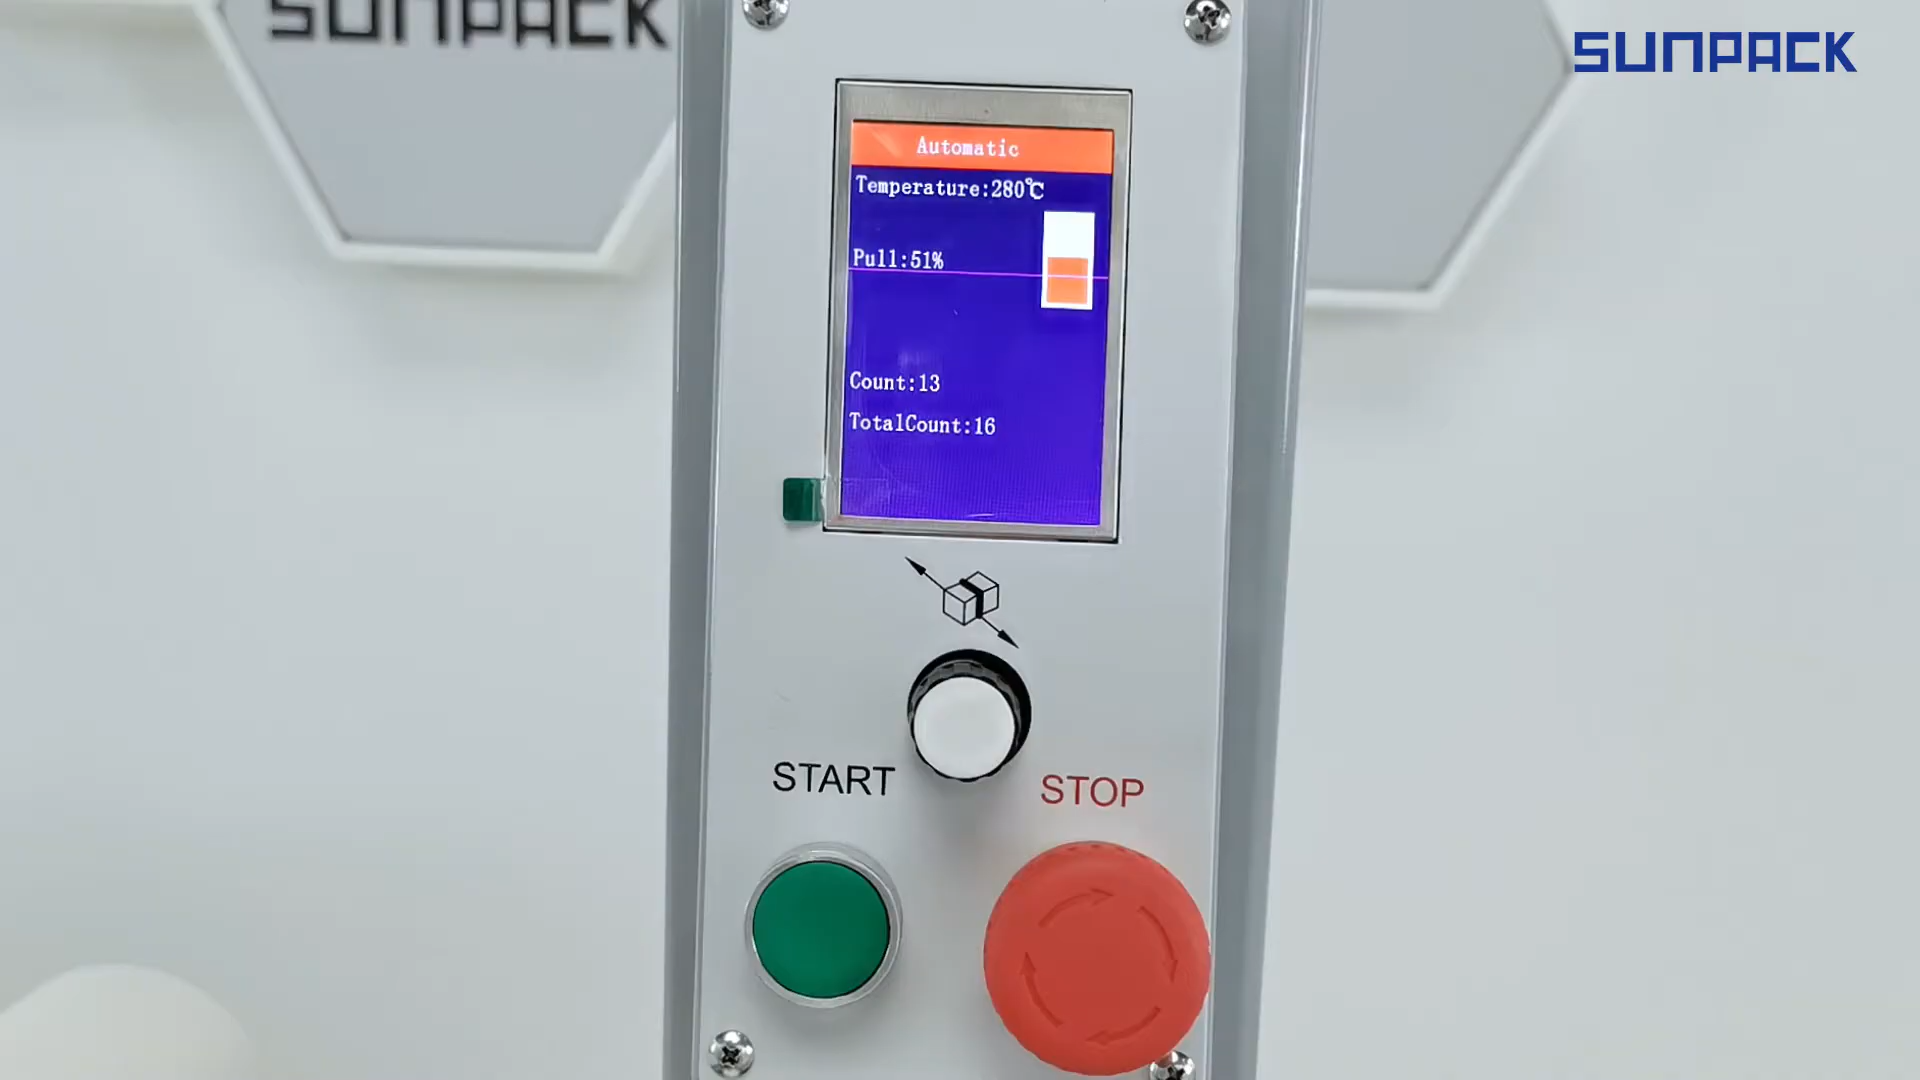 SUNPACK
SUNPACK
Automatic
Temperature:280℃
Pull:51%
Count:13
TotalCount:16
START
STOP